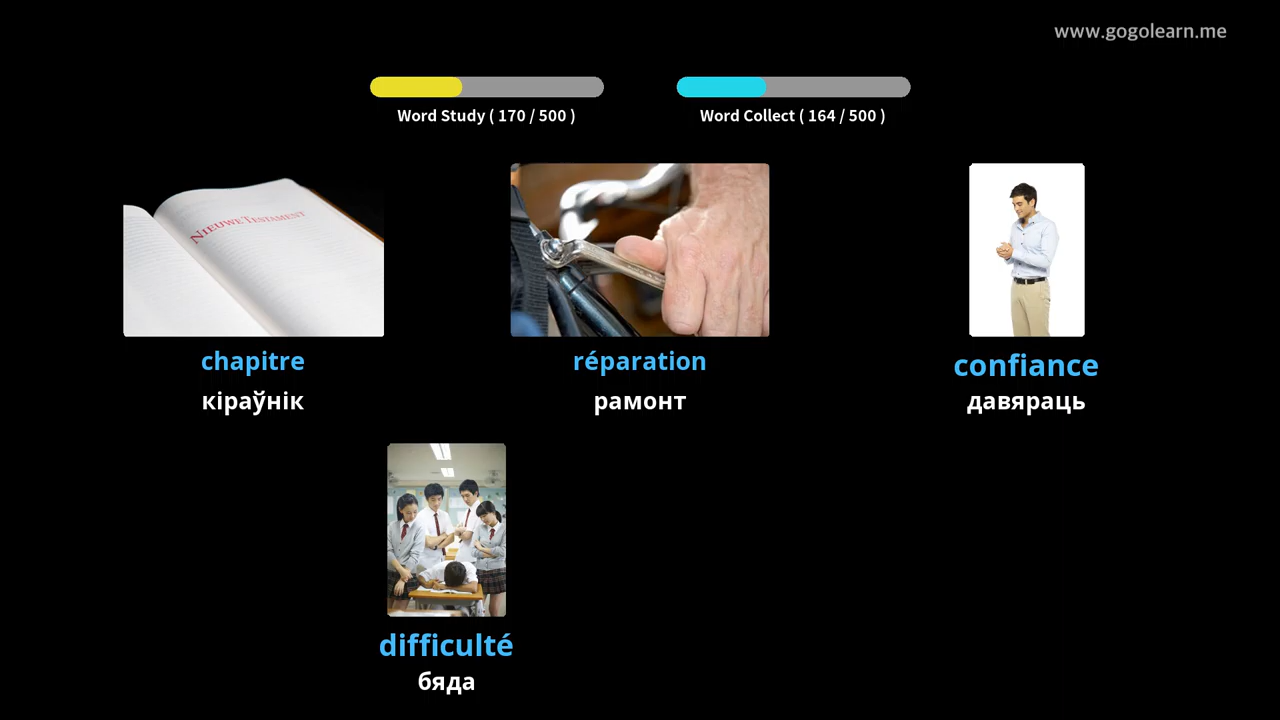 www.gogolearn.me
Word Study ( 170 / 500 )
Word Collect ( 164 / 500 )
NIEUWE TESTAMENT
chapitre
réparation
confiance
кіраўнік
рамонт
давяраць
difficulté
бяда